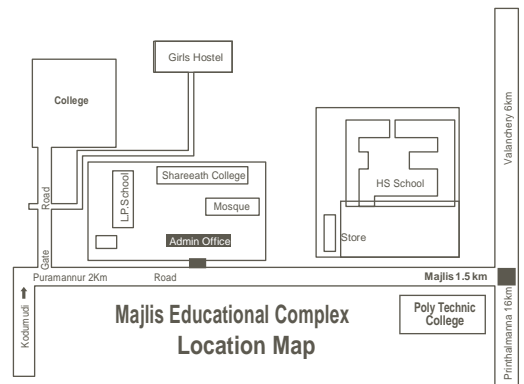 Girls Hostel
College
Valanchery 6km
Shareeath College
L.P.School
HS School
Mosque
Road
Admin Office
Store
Gate
Puramannur 2Km
Road
Majlis 1.5 km
Kodumudi
Majlis Educational Complex
Location Map
Poly Technic
College
Printhalmanna 16km